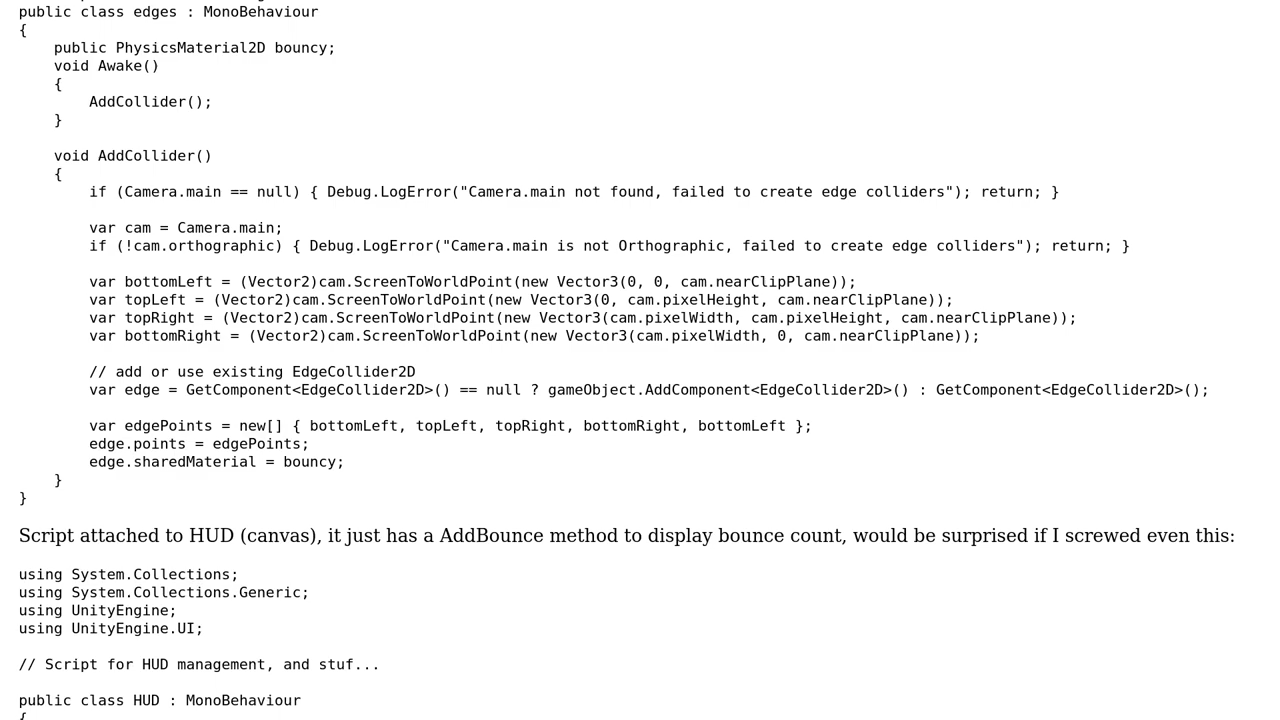 public class edges : MonoBehaviour
{
    public PhysicsMaterial2D bouncy;
    void Awake()
    {
        AddCollider();
    }

    void AddCollider()
    {
        if (Camera.main == null) { Debug.LogError("Camera.main not found, failed to create edge colliders"); return; }

        var cam = Camera.main;
        if (!cam.orthographic) { Debug.LogError("Camera.main is not Orthographic, failed to create edge colliders"); return; }

        var bottomLeft = (Vector2)cam.ScreenToWorldPoint(new Vector3(0, 0, cam.nearClipPlane));
        var topLeft = (Vector2)cam.ScreenToWorldPoint(new Vector3(0, cam.pixelHeight, cam.nearClipPlane));
        var topRight = (Vector2)cam.ScreenToWorldPoint(new Vector3(cam.pixelWidth, cam.pixelHeight, cam.nearClipPlane));
        var bottomRight = (Vector2)cam.ScreenToWorldPoint(new Vector3(cam.pixelWidth, 0, cam.nearClipPlane));

        // add or use existing EdgeCollider2D
        var edge = GetComponent<EdgeCollider2D>() == null ? gameObject.AddComponent<EdgeCollider2D>() : GetComponent<EdgeCollider2D>();

        var edgePoints = new[] { bottomLeft, topLeft, topRight, bottomRight, bottomLeft };
        edge.points = edgePoints;
        edge.sharedMaterial = bouncy;
    }
}
Script attached to HUD (canvas), it just has a AddBounce method to display bounce count, would be surprised if I screwed even this:
using System.Collections;
using System.Collections.Generic;
using UnityEngine;
using UnityEngine.UI;

// Script for HUD management, and stuf...

public class HUD : MonoBehaviour
{